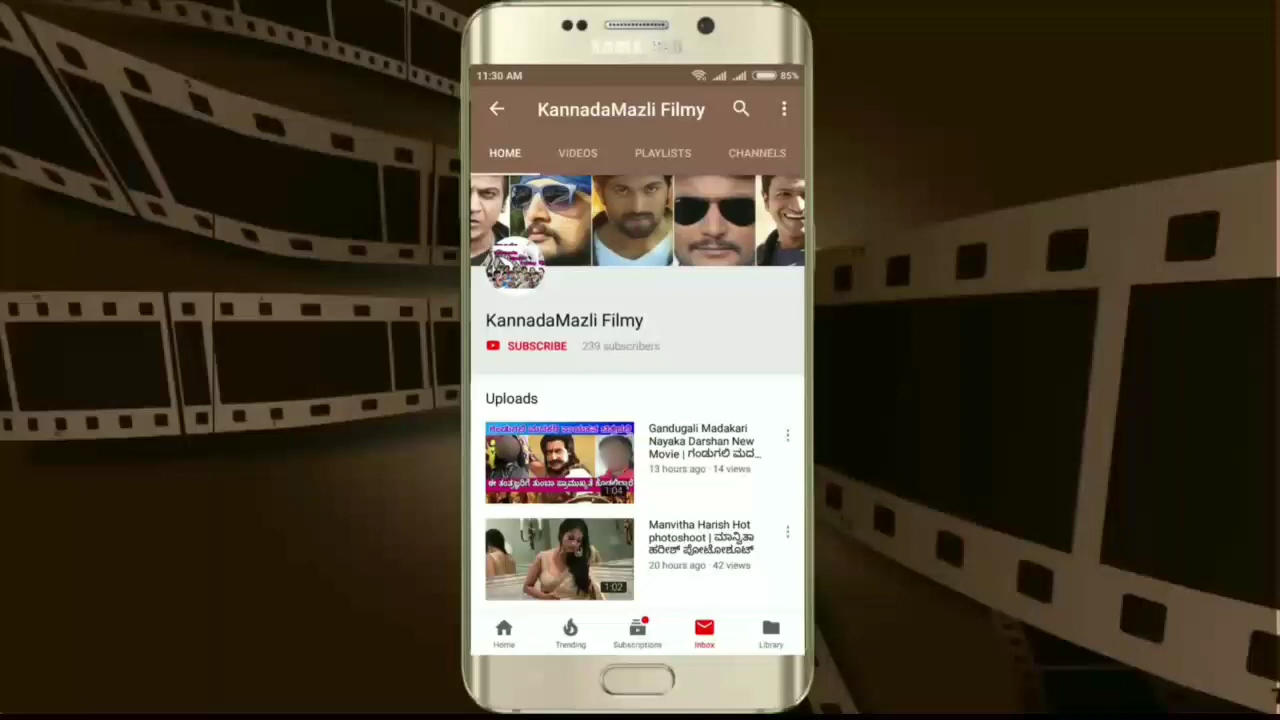 11:30 AM
85%
KannadaMazli Filmy
HOME
VIDEOS
PLAYLISTS
CHANNELS
KannadaMazli Filmy
SUBSCRIBE
239 subscribers
Uploads
1:04
Gandugali Madakari
Nayaka Darshan New
Movie | ಗಂಡುಗಲಿ ಮದ...
13 hours ago · 14 views
1:02
Manvitha Harish Hot
photoshoot | ಮಾನ್ವಿತಾ
ಹರೀಶ್ ಪೋಟೋಶೂಟ್
20 hours ago · 42 views
Home
Trending
Subscriptions
Inbox
Library